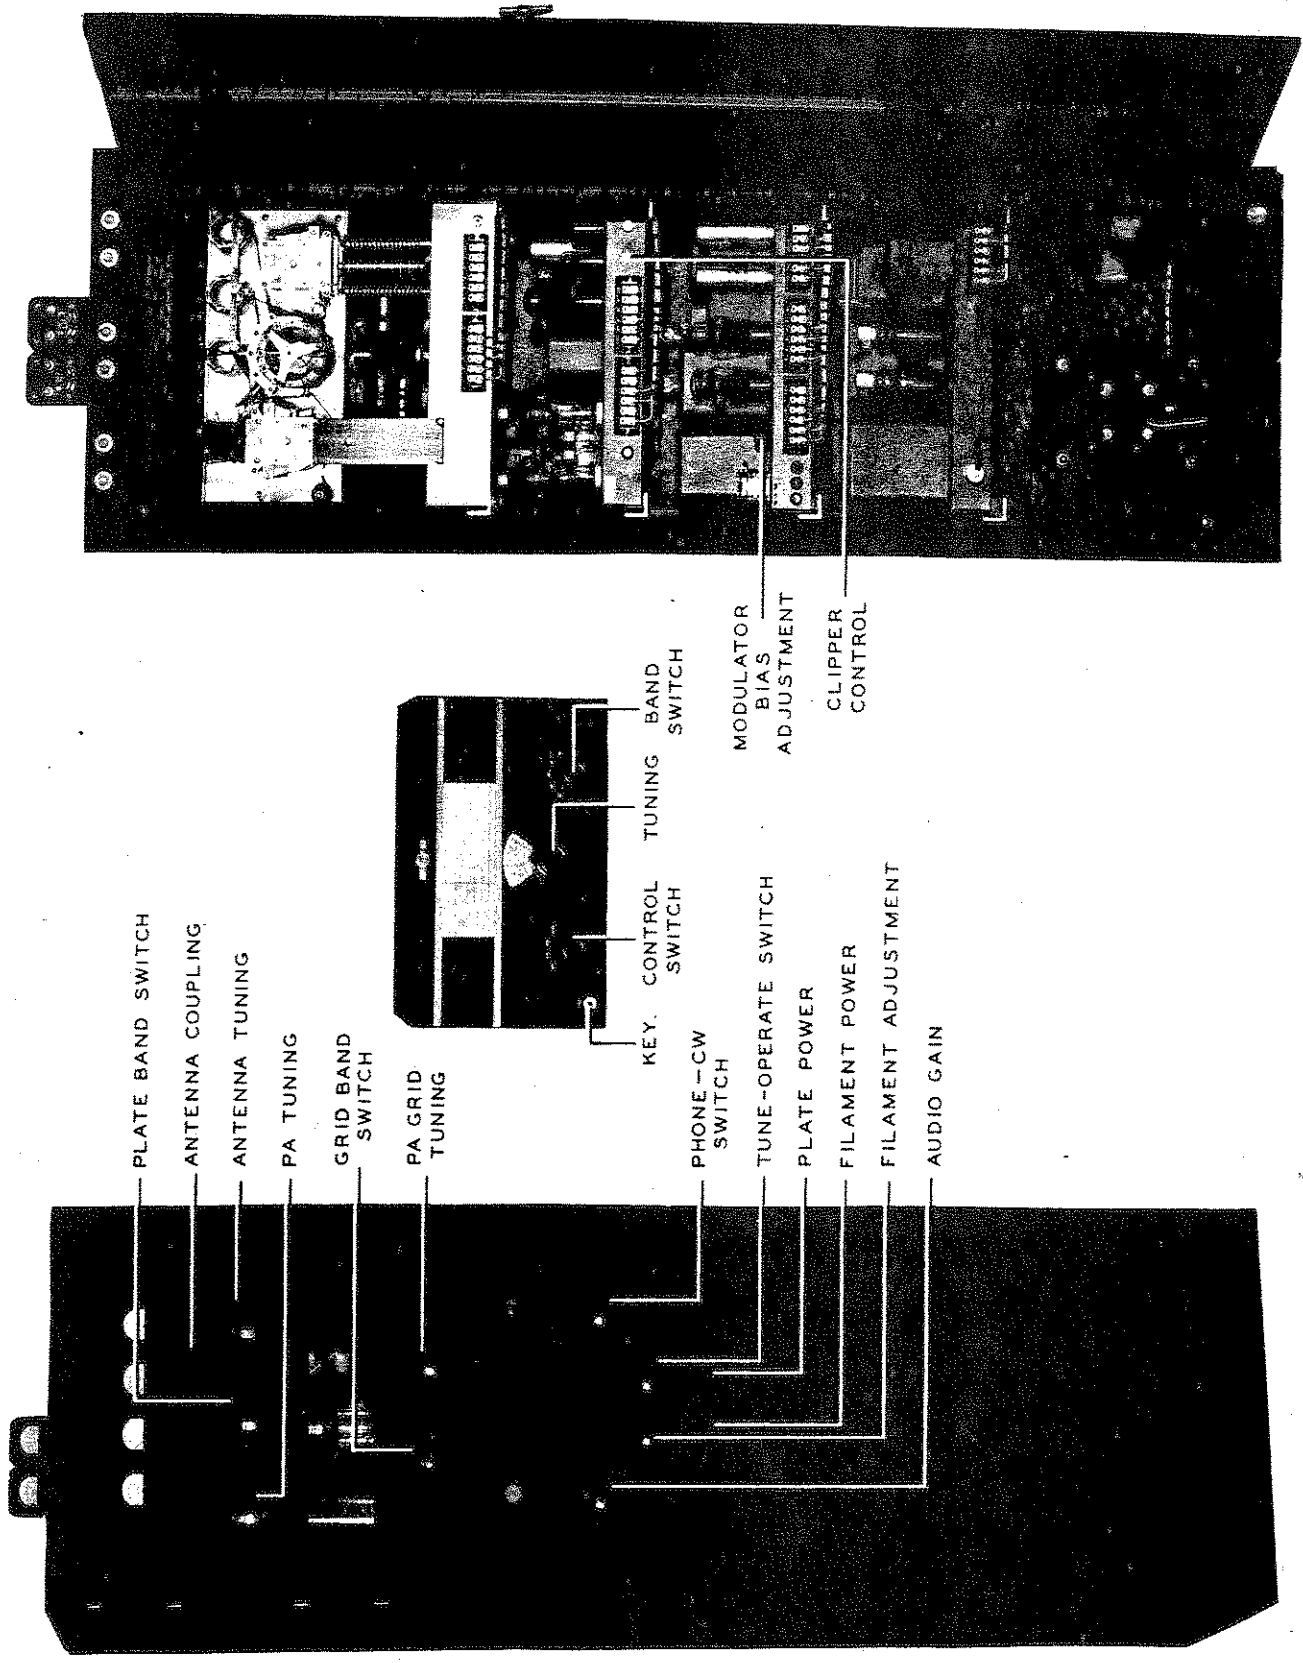 PLATE BAND SWITCH
ANTENNA COUPLING
ANTENNA TUNING
PA TUNING
GRID BAND
SWITCH
PA GRID
TUNING
KEY.
CONTROL
SWITCH
TUNING
BAND
SWITCH
PHONE-CW
SWITCH
TUNE-OPERATE SWITCH
PLATE POWER
FILAMENT POWER
FILAMENT ADJUSTMENT
AUDIO GAIN
MODULATOR
BIAS
ADJUSTMENT
CLIPPER
CONTROL